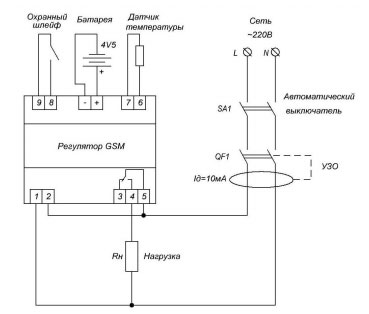 Охранный
шлейф
Батарея
Датчик
температуры
4V5
+
Сеть
~220В
L
N
9
8
-
+
7
6
SA1
Автоматический
выключатель
Регулятор GSM
QF1
УЗО
Iд=10мА
1
2
3
4
5
Rн
Нагрузка